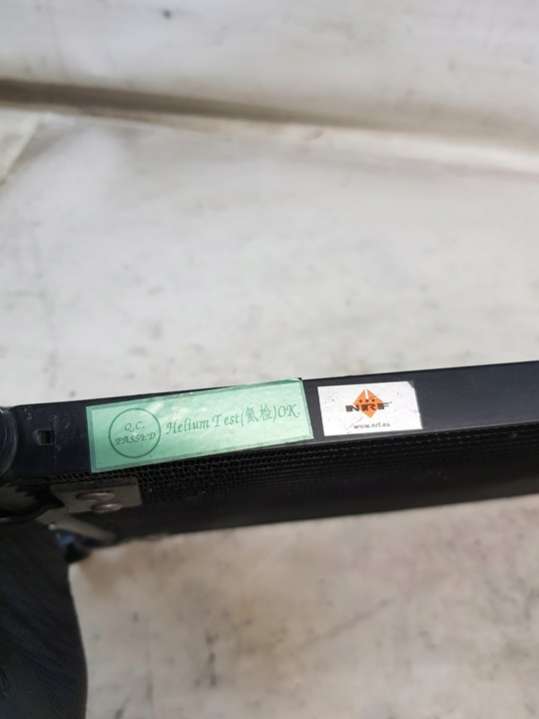 Q.C.
PASSED
Helium Test(氦检)OK
NRF
www.nrf.eu